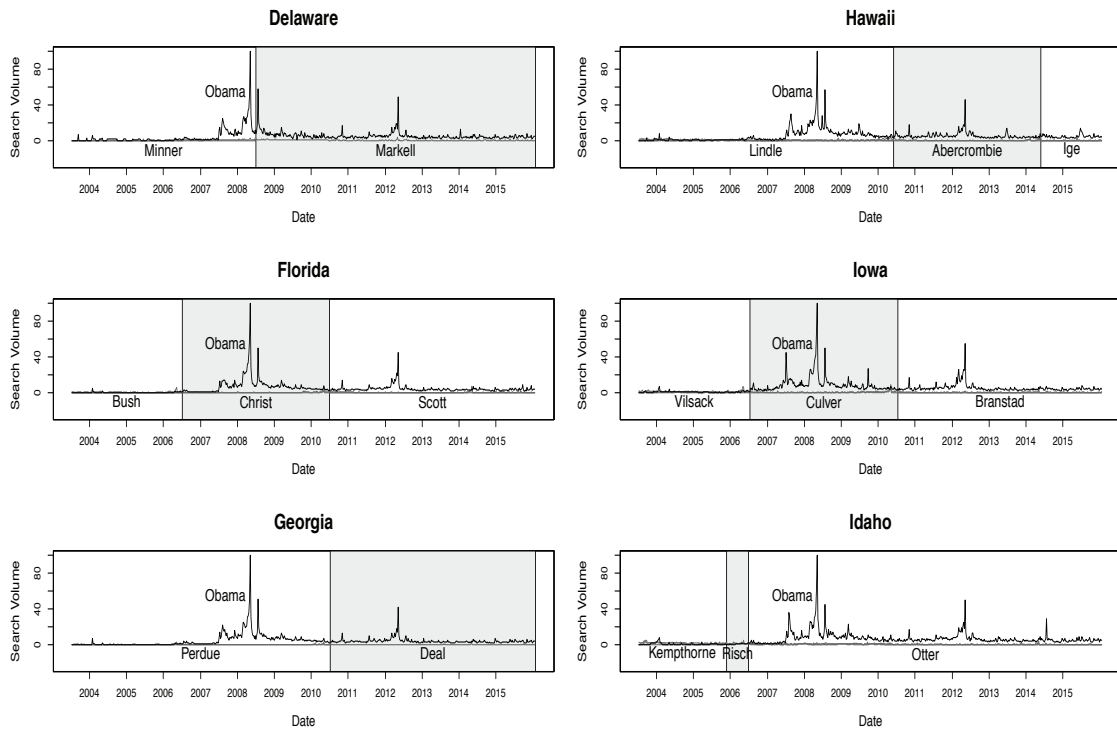 Delaware
Search Volume
0 40 80
Obama
Minner Markell
2004 2005 2006 2007 2008 2009 2010 2011 2012 2013 2014 2015
Date
Hawaii
Search Volume
0 40 80
Obama
Lindle Abercrombie Ige
2004 2005 2006 2007 2008 2009 2010 2011 2012 2013 2014 2015
Date
Florida
Search Volume
0 40 80
Obama
Bush Christ Scott
2004 2005 2006 2007 2008 2009 2010 2011 2012 2013 2014 2015
Date
Iowa
Search Volume
0 40 80
Obama
Vilsack Culver Branstad
2004 2005 2006 2007 2008 2009 2010 2011 2012 2013 2014 2015
Date
Georgia
Search Volume
0 40 80
Obama
Perdue Deal
2004 2005 2006 2007 2008 2009 2010 2011 2012 2013 2014 2015
Date
Idaho
Search Volume
0 40 80
Obama
Kempthorne Risch Otter
2004 2005 2006 2007 2008 2009 2010 2011 2012 2013 2014 2015
Date